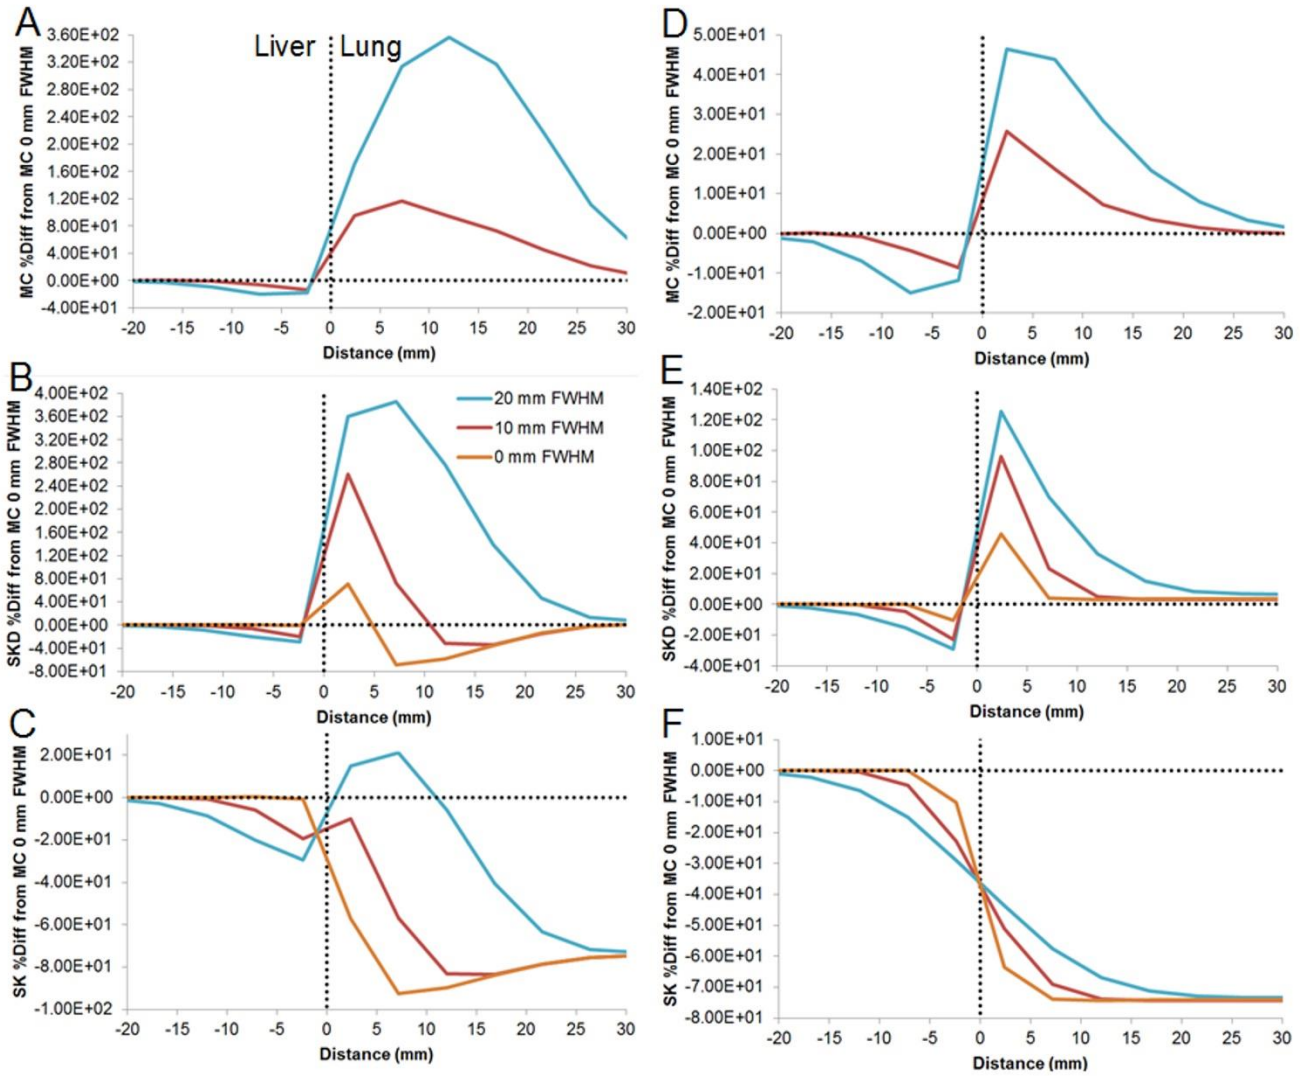 A
Liver
Lung
MC %Diff from MC 0 mm FWHM
3.60E+02
3.20E+02
2.80E+02
2.40E+02
2.00E+02
1.60E+02
1.20E+02
8.00E+01
4.00E+01
0.00E+00
-4.00E+01
-20 -15 -10 -5 0 5 10 15 20 25 30
Distance (mm)
B
SKD %Diff from MC 0 mm FWHM
4.00E+02
3.60E+02
3.20E+02
2.80E+02
2.40E+02
2.00E+02
1.60E+02
1.20E+02
8.00E+01
4.00E+01
0.00E+00
-4.00E+01
-8.00E+01
20 mm FWHM
10 mm FWHM
0 mm FWHM
-20 -15 -10 -5 0 5 10 15 20 25 30
Distance (mm)
C
SK %Diff from MC 0 mm FWHM
2.00E+01
0.00E+00
-2.00E+01
-4.00E+01
-6.00E+01
-8.00E+01
-1.00E+02
-20 -15 -10 -5 0 5 10 15 20 25 30
Distance (mm)
D
MC %Diff from MC 0 mm FWHM
5.00E+01
4.00E+01
3.00E+01
2.00E+01
1.00E+01
0.00E+00
-1.00E+01
-2.00E+01
-20 -15 -10 -5 0 5 10 15 20 25 30
Distance (mm)
E
SKD %Diff from MC 0 mm FWHM
1.40E+02
1.20E+02
1.00E+02
8.00E+01
6.00E+01
4.00E+01
2.00E+01
0.00E+00
-2.00E+01
-4.00E+01
-20 -15 -10 -5 0 5 10 15 20 25 30
Distance (mm)
F
SK %Diff from MC 0 mm FWHM
1.00E+01
0.00E+00
-1.00E+01
-2.00E+01
-3.00E+01
-4.00E+01
-5.00E+01
-6.00E+01
-7.00E+01
-8.00E+01
-20 -15 -10 -5 0 5 10 15 20 25 30
Distance (mm)